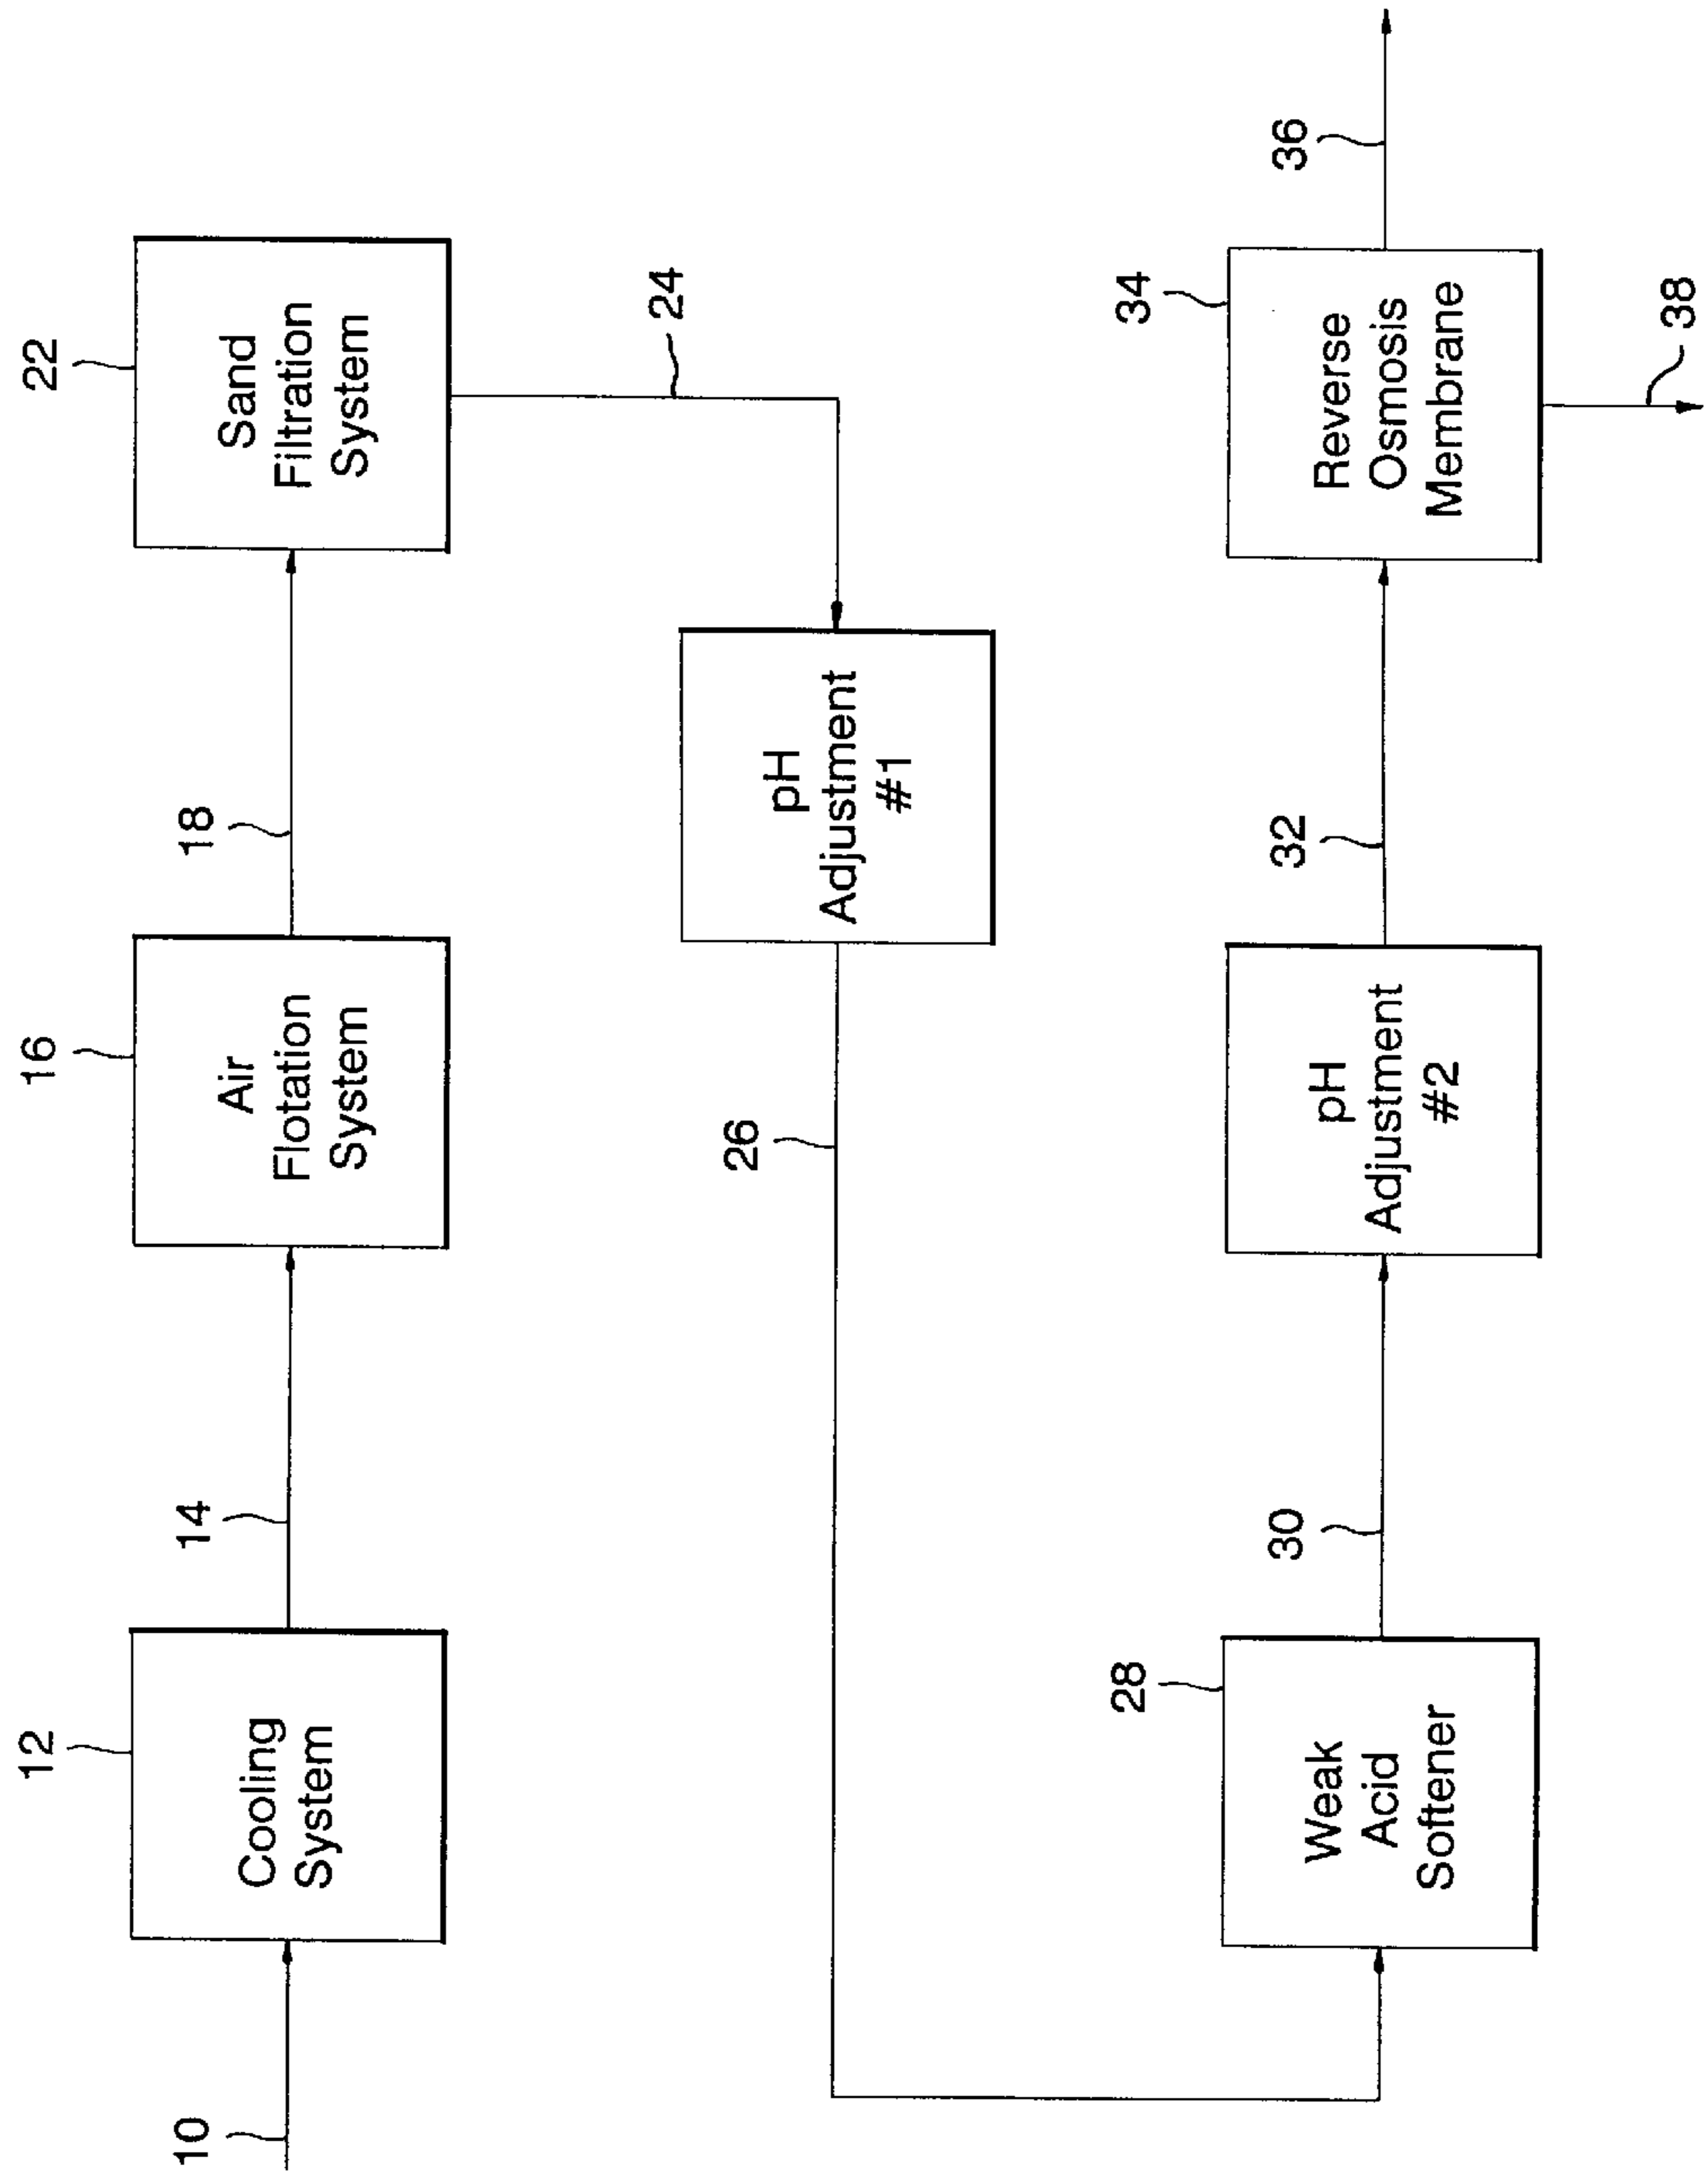 10
12
Cooling
System
14
16
Air
Flotation
System
18
22
Sand
Filtration
System
24
pH
Adjustment
#1
26
28
Weak
Acid
Softener
30
pH
Adjustment
#2
32
34
Reverse
Osmosis
Membrane
36
38